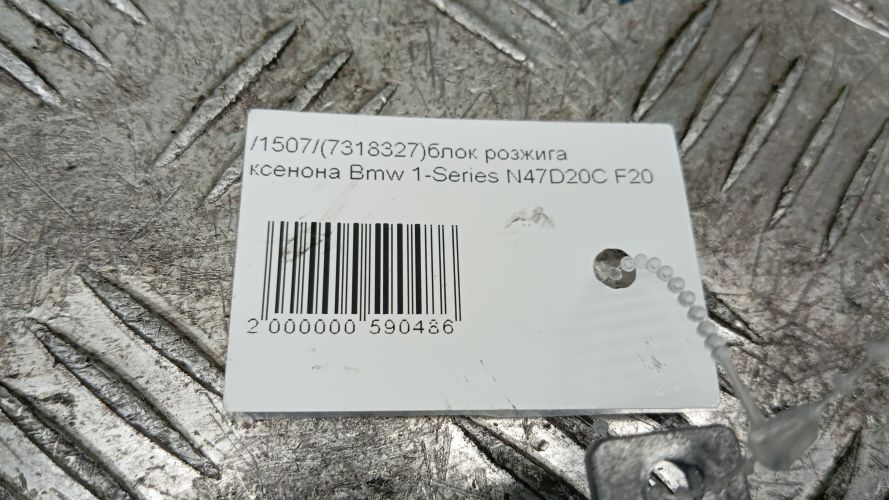 /1507/(7318327)блок розжига
ксенона Bmw 1-Series N47D20C F20
2 000000 590486